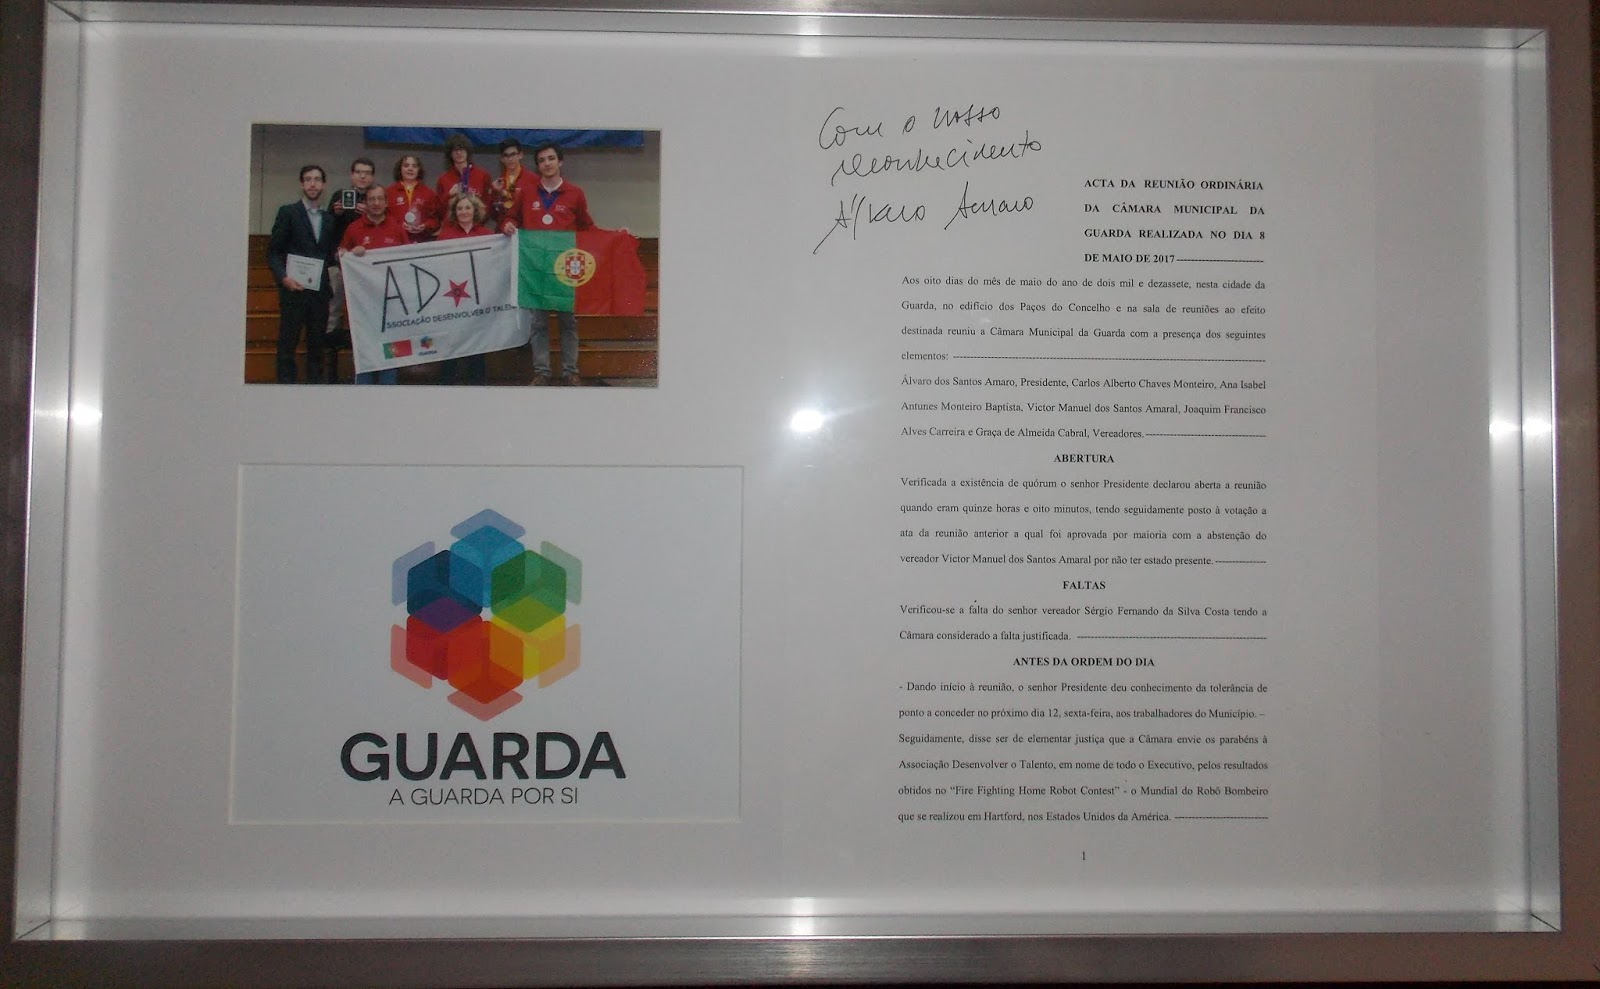 AD★T
ASSOCIAÇÃO DESENVOLVER O TALEN
GUARDA
GUARDA
A GUARDA POR SI
Com o nosso
reconhecimento
Álvaro Amaro
ACTA DA REUNIÃO ORDINÁRIA
DA CÂMARA MUNICIPAL DA
GUARDA REALIZADA NO DIA 8
DE MAIO DE 2017 --------------------------
Aos oito dias do mês de maio do ano de dois mil e dezassete, nesta cidade da
Guarda, no edifício dos Paços do Concelho e na sala de reuniões ao efeito
destinada reuniu a Câmara Municipal da Guarda com a presença dos seguintes
elementos: ------------------------------------------------------------------------------------------
Álvaro dos Santos Amaro, Presidente, Carlos Alberto Chaves Monteiro, Ana Isabel
Antunes Monteiro Baptista, Victor Manuel dos Santos Amaral, Joaquim Francisco
Alves Carreira e Graça de Almeida Cabral, Vereadores. -----------------------------------
ABERTURA
Verificada a existência de quórum o senhor Presidente declarou aberta a reunião
quando eram quinze horas e oito minutos, tendo seguidamente posto à votação a
ata da reunião anterior a qual foi aprovada por maioria com a abstenção do
vereador Victor Manuel dos Santos Amaral por não ter estado presente. ---------------
FALTAS
Verificou-se a falta do senhor vereador Sérgio Fernando da Silva Costa tendo a
Câmara considerado a falta justificada. -------------------------------------------------------
ANTES DA ORDEM DO DIA
- Dando início à reunião, o senhor Presidente deu conhecimento da tolerância de
ponto a conceder no próximo dia 12, sexta-feira, aos trabalhadores do Município. –
Seguidamente, disse ser de elementar justiça que a Câmara envie os parabéns à
Associação Desenvolver o Talento, em nome de todo o Executivo, pelos resultados
obtidos no “Fire Fighting Home Robot Contest” - o Mundial do Robô Bombeiro
que se realizou em Hartford, nos Estados Unidos da América. ---------------------------
1